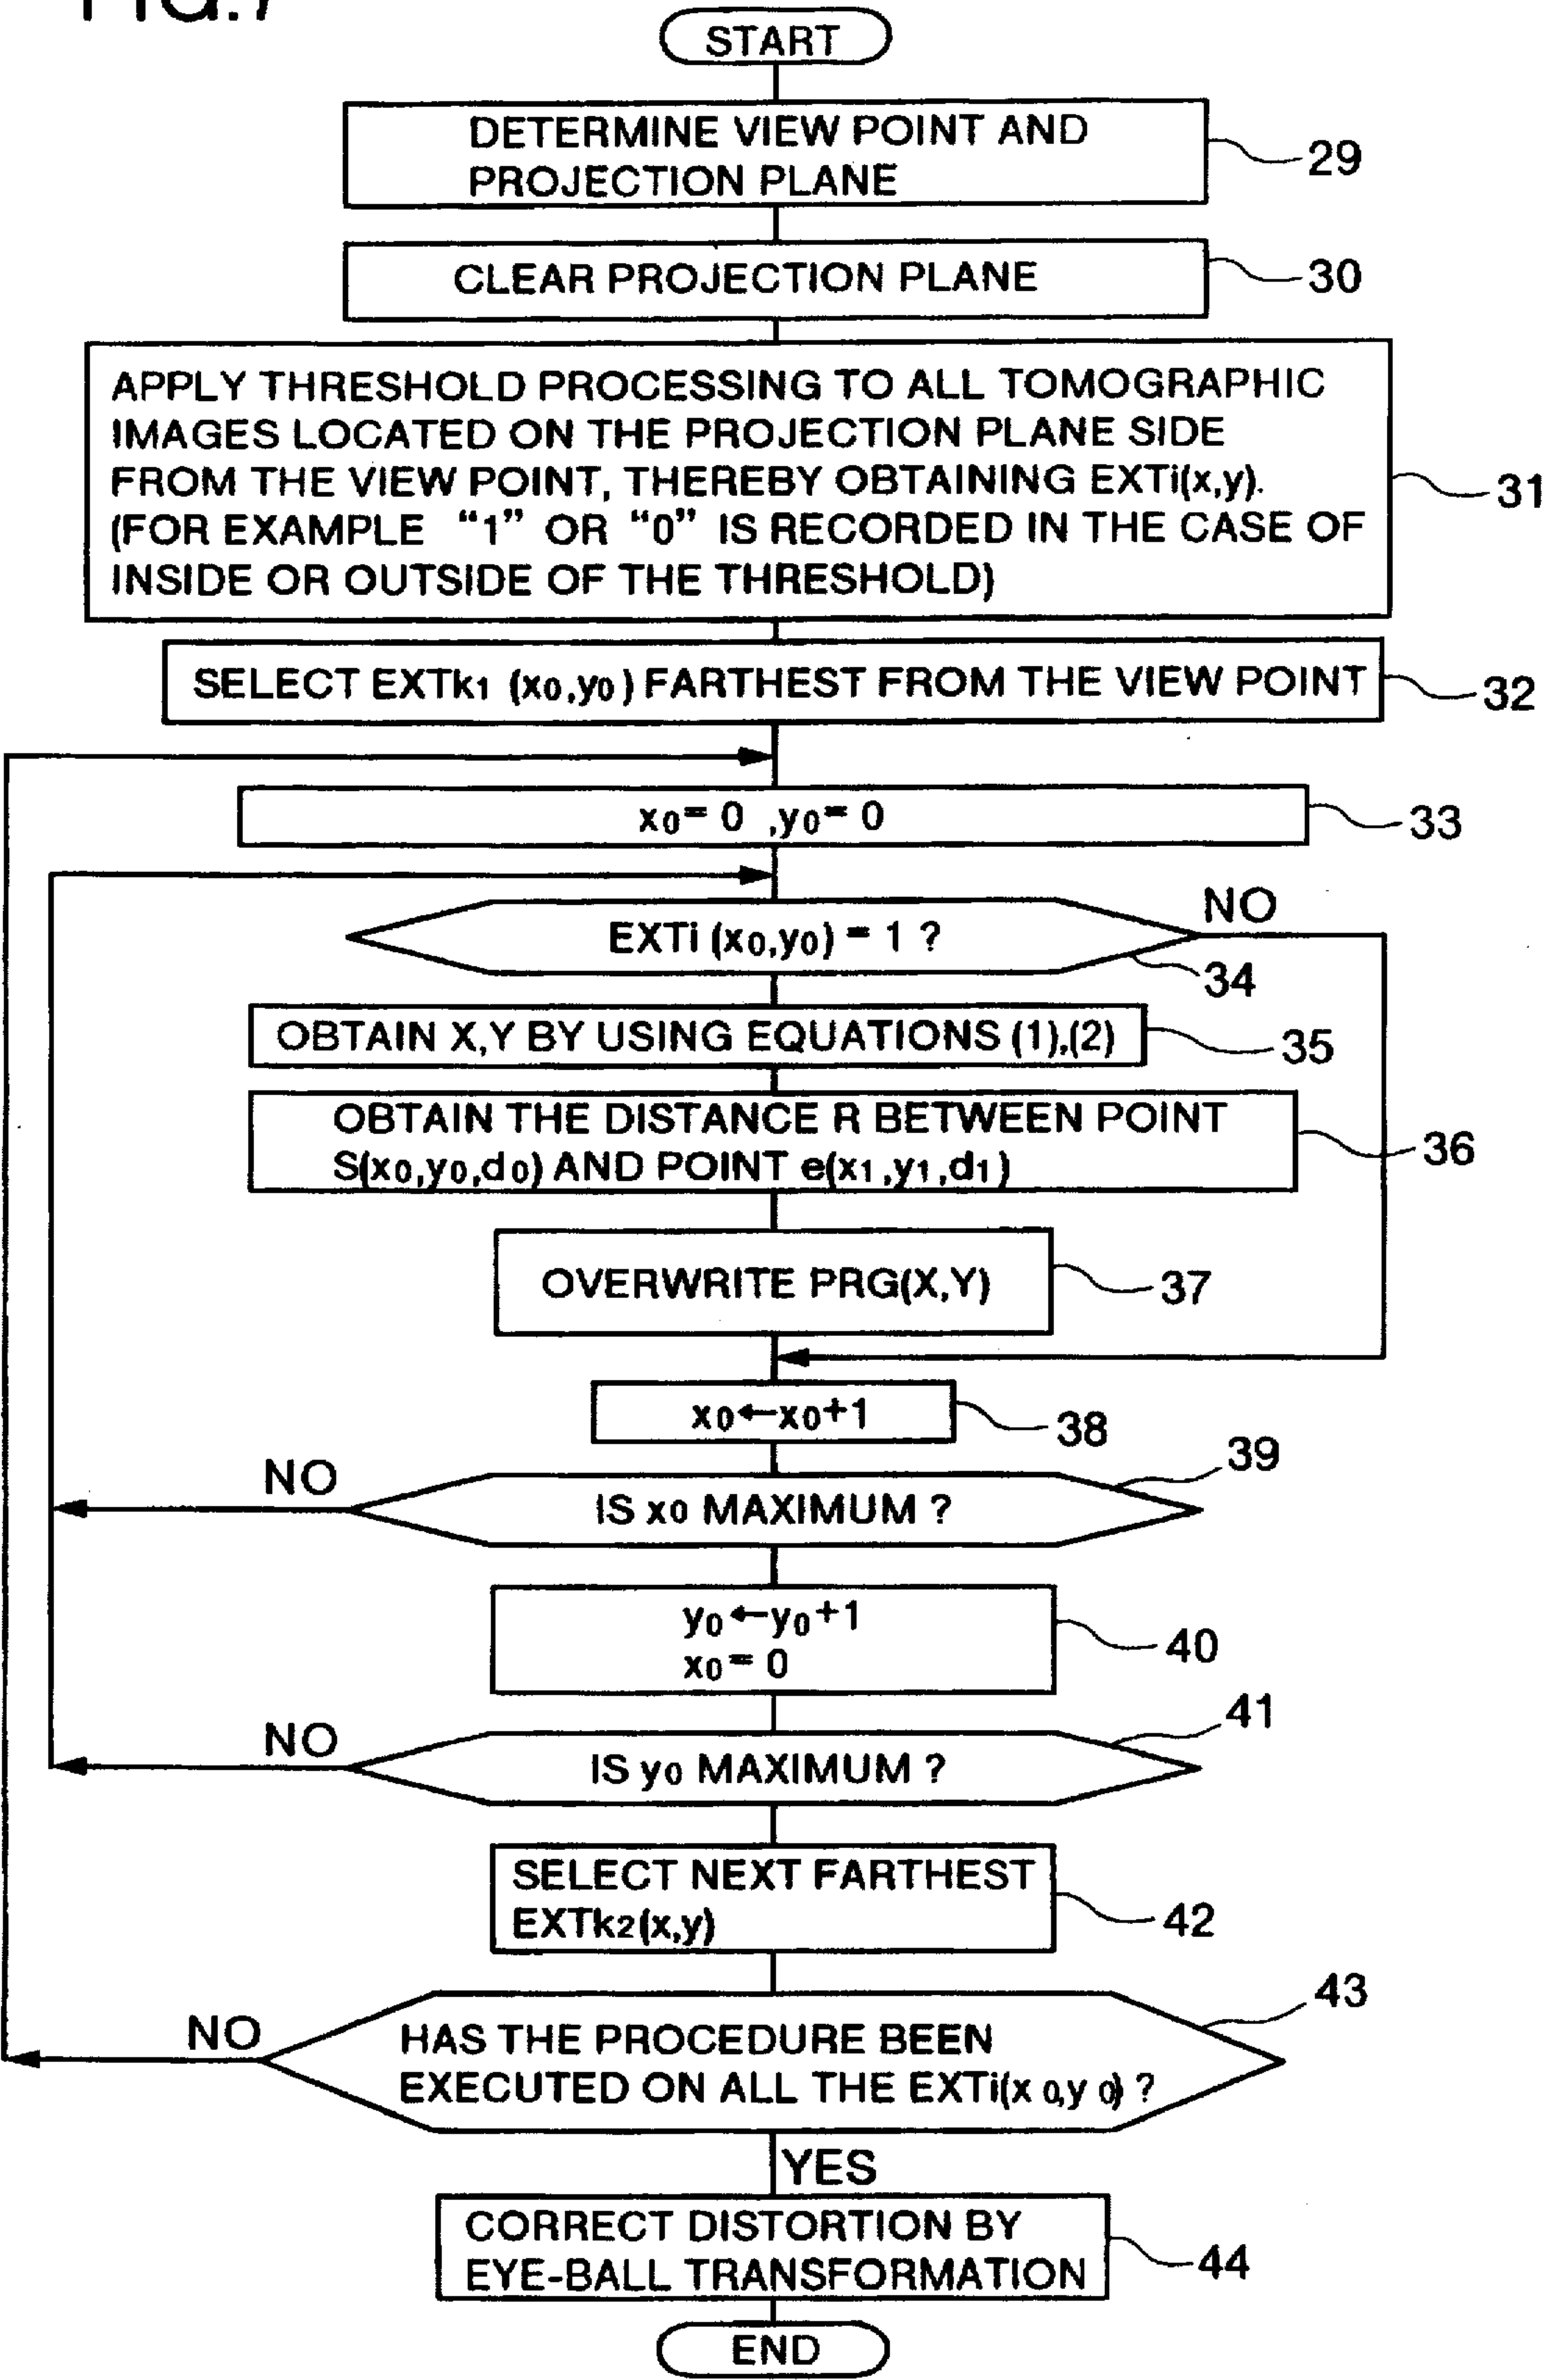 FIG.7
START
DETERMINE VIEW POINT AND
PROJECTION PLANE
29
CLEAR PROJECTION PLANE
30
APPLY THRESHOLD PROCESSING TO ALL TOMOGRAPHIC
IMAGES LOCATED ON THE PROJECTION PLANE SIDE
FROM THE VIEW POINT, THEREBY OBTAINING EXTi(x,y).
(FOR EXAMPLE "1" OR "0" IS RECORDED IN THE CASE OF
INSIDE OR OUTSIDE OF THE THRESHOLD)
31
SELECT EXTk1 (x0,y0) FARTHEST FROM THE VIEW POINT
32
x0= 0 ,y0= 0
33
EXTi (x0,y0) = 1 ?
NO
34
OBTAIN X,Y BY USING EQUATIONS (1),(2)
35
OBTAIN THE DISTANCE R BETWEEN POINT
S(x0,y0,d0) AND POINT e(x1,y1,d1)
36
OVERWRITE PRG(X,Y)
37
x0←x0+1
38
NO
IS x0 MAXIMUM ?
39
y0←y0+1
x0= 0
40
NO
IS y0 MAXIMUM ?
41
SELECT NEXT FARTHEST
EXTk2(x,y)
42
NO
HAS THE PROCEDURE BEEN
EXECUTED ON ALL THE EXTi(x 0,y 0) ?
43
YES
CORRECT DISTORTION BY
EYE-BALL TRANSFORMATION
44
END